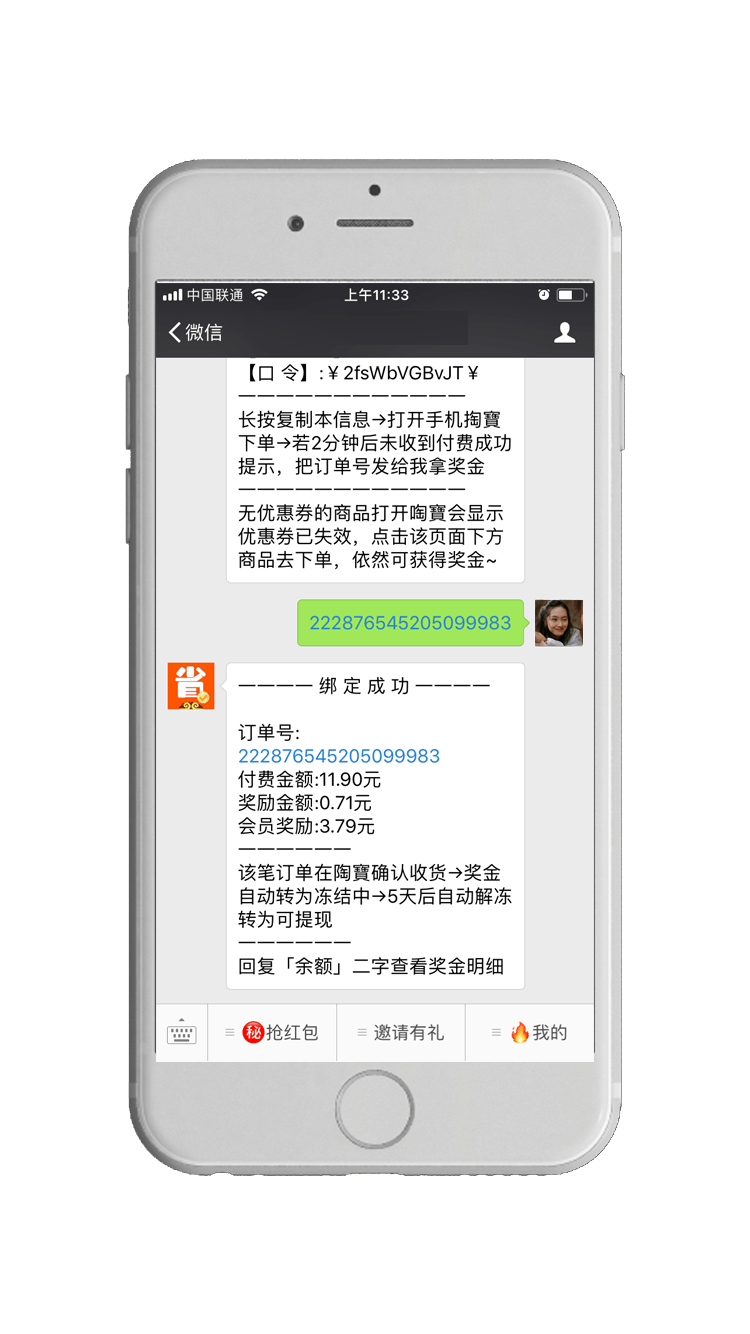 中国联通
上午11:33
微信
【口 令】:￥2fsWbVGBvJT￥
————————————
长按复制本信息→打开手机掏寶
下单→若2分钟后未收到付费成功
提示，把订单号发给我拿奖金
————————————
无优惠券的商品打开啕寶会显示
优惠券已失效，点击该页面下方
商品去下单，依然可获得奖金~
222876545205099983
省
———— 绑 定 成 功 ————
订单号:
222876545205099983
付费金额:11.90元
奖励金额:0.71元
会员奖励:3.79元
——————
该笔订单在陶寶确认收货→奖金
自动转为冻结中→5天后自动解冻
转为可提现
——————
回复「余额」二字查看奖金明细
㊙抢红包
邀请有礼
🔥我的